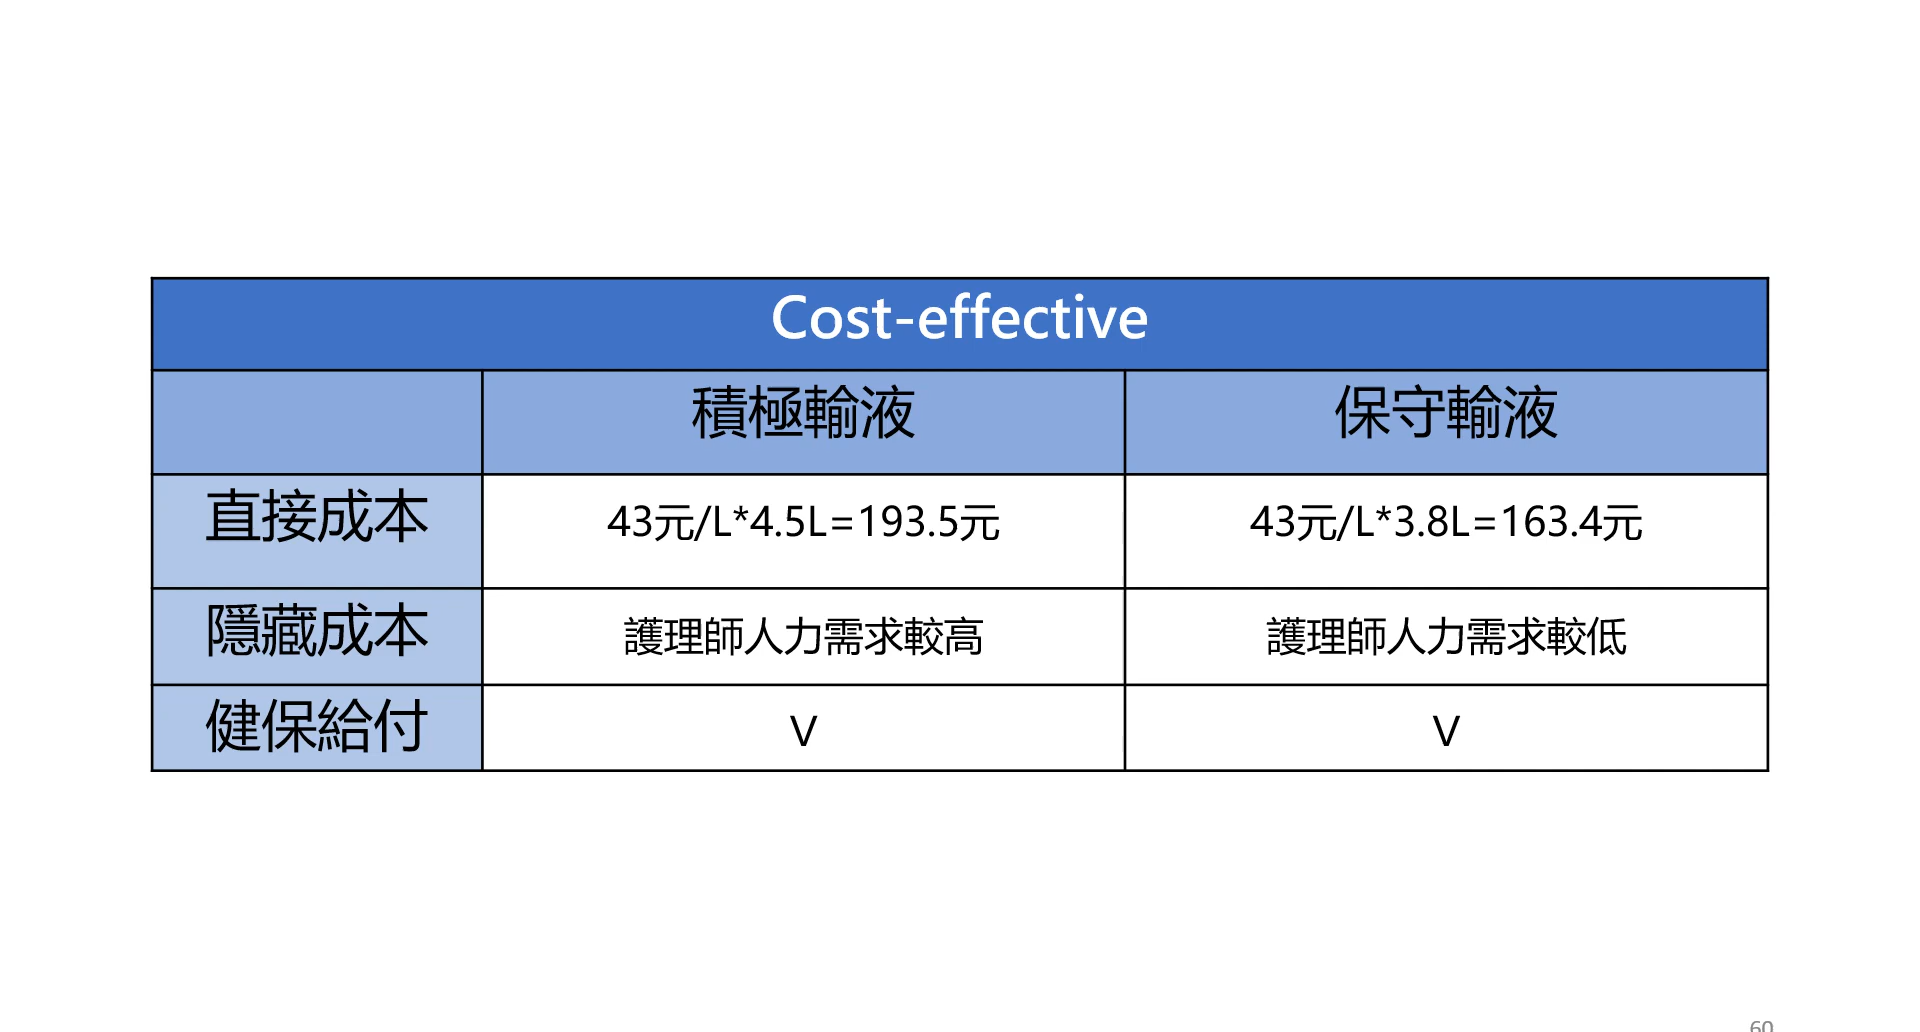 Cost-effective
積極輸液 保守輸液
直接成本 43元/L*4.5L=193.5元 43元/L*3.8L=163.4元
隱藏成本 護理師人力需求較高 護理師人力需求較低
健保給付 V V
60